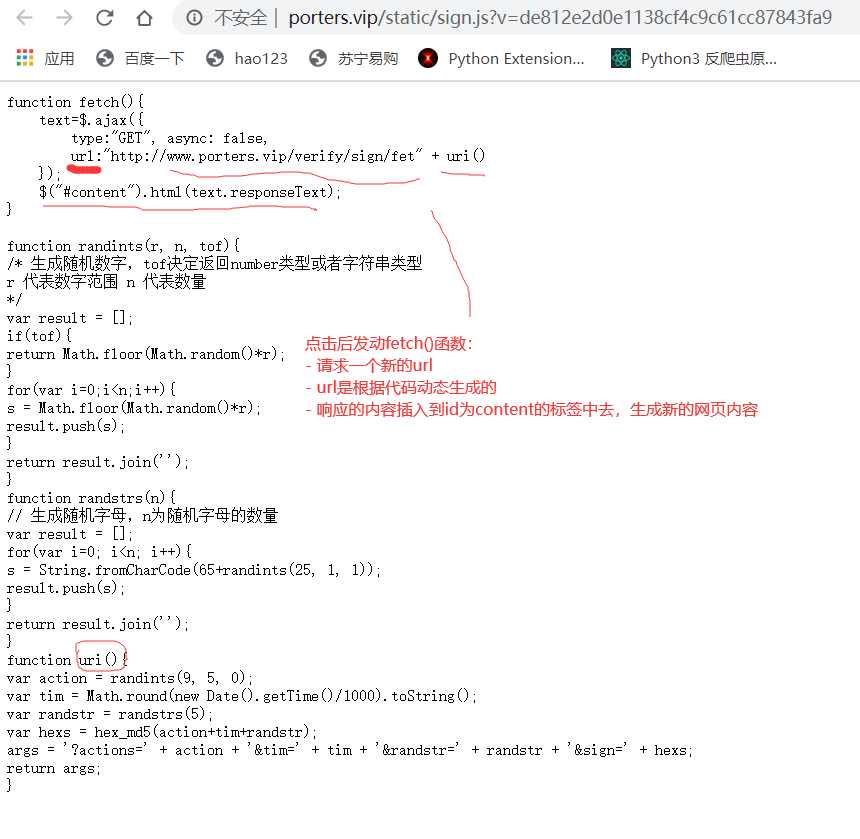 不安全 | porters.vip/static/sign.js?v=de812e2d0e1138cf4c9c61cc87843fa9
应用 百度一下 hao123 苏宁易购 Python Extension... Python3 反爬虫原...
function fetch(){
text=$.ajax({
type:"GET", async: false,
url:"http://www.porters.vip/verify/sign/fet" + uri()
});
$("#content").html(text.responseText);
}
function randints(r, n, tof){
/* 生成随机数字，tof决定返回number类型或者字符串类型
r 代表数字范围 n 代表数量
*/
var result = [];
if(tof){
return Math.floor(Math.random()*r);
}
for(var i=0;i<n;i++){
s = Math.floor(Math.random()*r);
result.push(s);
}
return result.join('');
}
点击后发动fetch()函数：
- 请求一个新的url
- url是根据代码动态生成的
- 响应的内容插入到id为content的标签中去，生成新的网页内容
function randstrs(n){
// 生成随机字母，n为随机字母的数量
var result = [];
for(var i=0; i<n; i++){
s = String.fromCharCode(65+randints(25, 1, 1));
result.push(s);
}
return result.join('');
}
function uri(){
var action = randints(9, 5, 0);
var tim = Math.round(new Date().getTime()/1000).toString();
var randstr = randstrs(5);
var hexs = hex_md5(action+tim+randstr);
args = '?actions=' + action + '&tim=' + tim + '&randstr=' + randstr + '&sign=' + hexs;
return args;
}